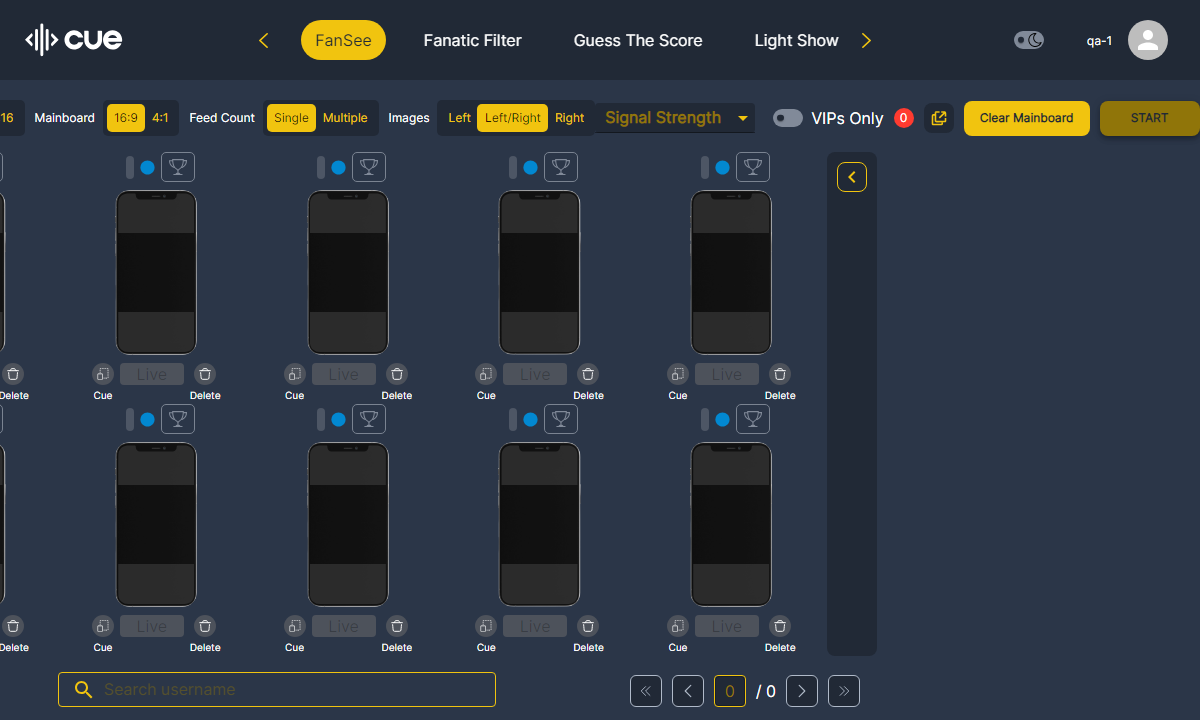 cue
FanSee
Fanatic Filter
Guess The Score
Light Show
qa-1
16
Mainboard
16:9
4:1
Feed Count
Single
Multiple
Images
Left
Left/Right
Right
Signal Strength
VIPs Only
0
Clear Mainboard
START
Delete
Cue
Live
Delete
Cue
Live
Delete
Cue
Live
Delete
Cue
Live
Delete
Delete
Cue
Live
Delete
Cue
Live
Delete
Cue
Live
Delete
Cue
Live
Delete
Search username
0
/ 0